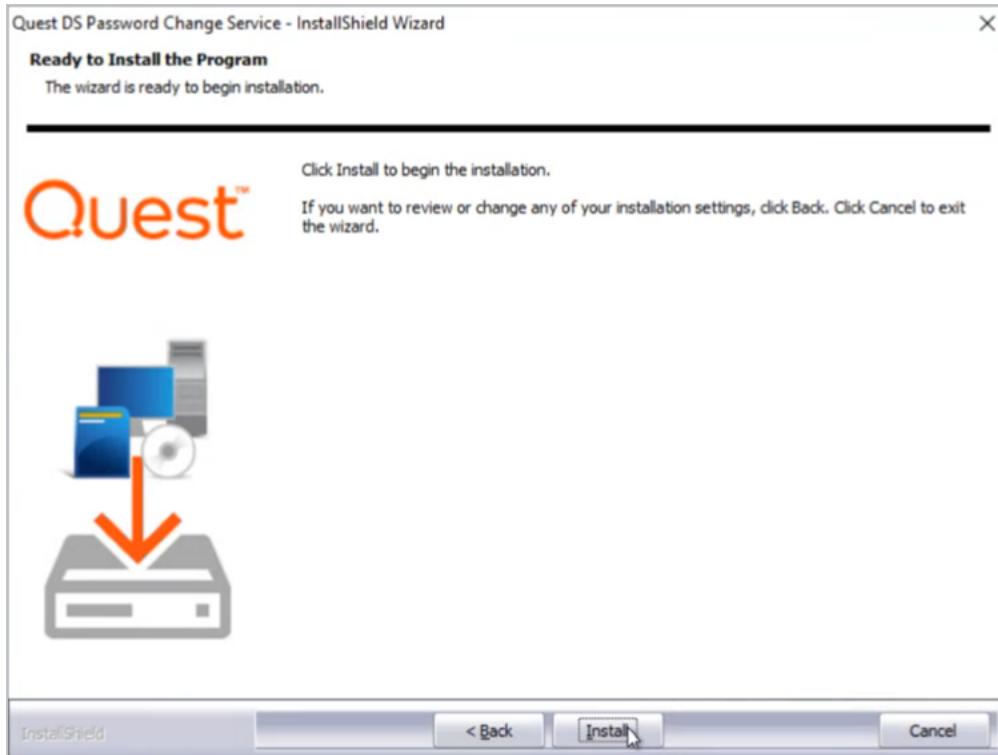 Quest DS Password Change Service - InstallShield Wizard
Ready to Install the Program
The wizard is ready to begin installation.
Quest™
Click Install to begin the installation.
If you want to review or change any of your installation settings, click Back. Click Cancel to exit
the wizard.
InstallShield
< Back
Install
Cancel